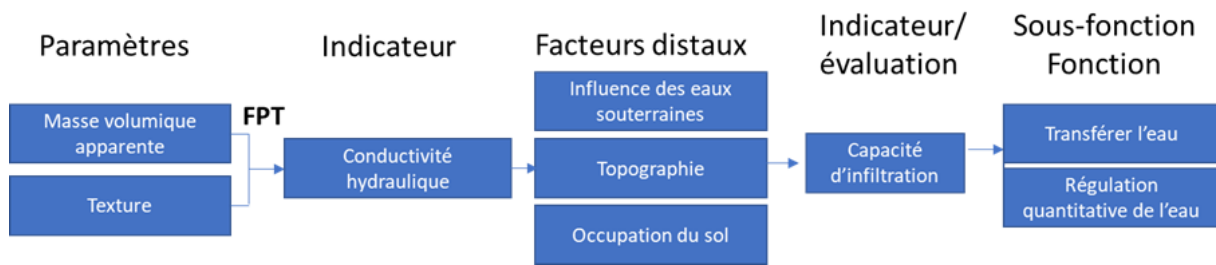 Paramètres
Indicateur
Facteurs distaux
Indicateur/
évaluation
Sous-fonction
Fonction
Masse volumique
apparente
Texture
FPT
Conductivité
hydraulique
Influence des eaux
souterraines
Topographie
Occupation du sol
Capacité
d’infiltration
Transférer l’eau
Régulation
quantitative de l’eau